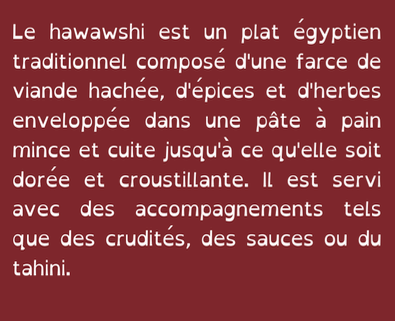 Le hawawshi est un plat égyptien
traditionnel composé d'une farce de
viande hachée, d'épices et d'herbes
enveloppée dans une pâte à pain
mince et cuite jusqu'à ce qu'elle soit
dorée et croustillante. Il est servi
avec des accompagnements tels
que des crudités, des sauces ou du
tahini.